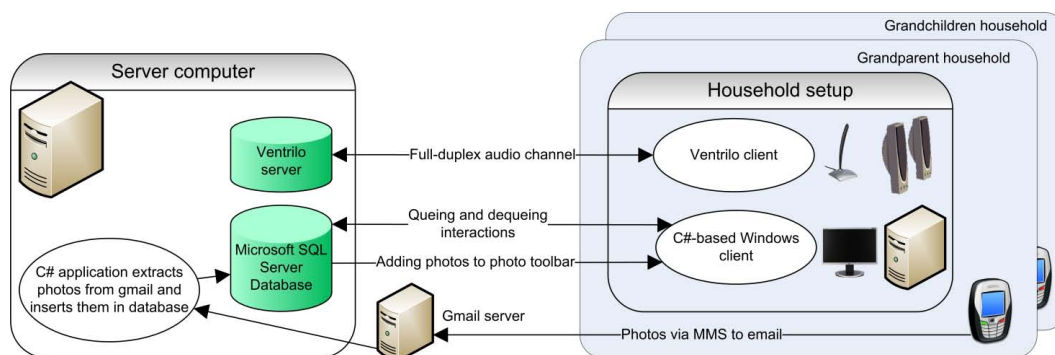 Grandchildren household
Grandparent household
Server computer
Household setup
Ventrilo
server
Full-duplex audio channel
Ventrilo client
Queing and dequeing
interactions
Microsoft SQL
Server
Database
C#-based Windows
client
Adding photos to photo toolbar
C# application extracts
photos from gmail and
inserts them in database
Gmail server
Photos via MMS to email